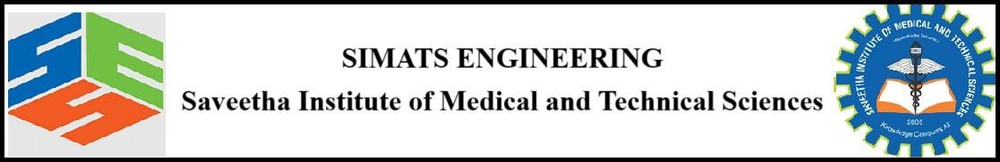 SIMATS ENGINEERING
Saveetha Institute of Medical and Technical Sciences
SES
SAVEETHA INSTITUTE OF MEDICAL AND TECHNICAL SCIENCES
2005
Knowledge Conquers All